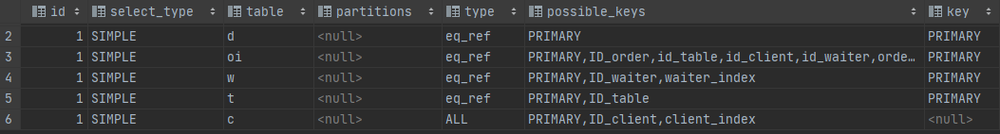 id select_type table partitions type possible_keys key
2 1 SIMPLE d <null> eq_ref PRIMARY PRIMARY
3 1 SIMPLE oi <null> eq_ref PRIMARY,ID_order,id_table,id_client,id_waiter,orde… PRIMARY
4 1 SIMPLE w <null> eq_ref PRIMARY,ID_waiter,waiter_index PRIMARY
5 1 SIMPLE t <null> eq_ref PRIMARY,ID_table PRIMARY
6 1 SIMPLE c <null> ALL PRIMARY,ID_client,client_index <null>